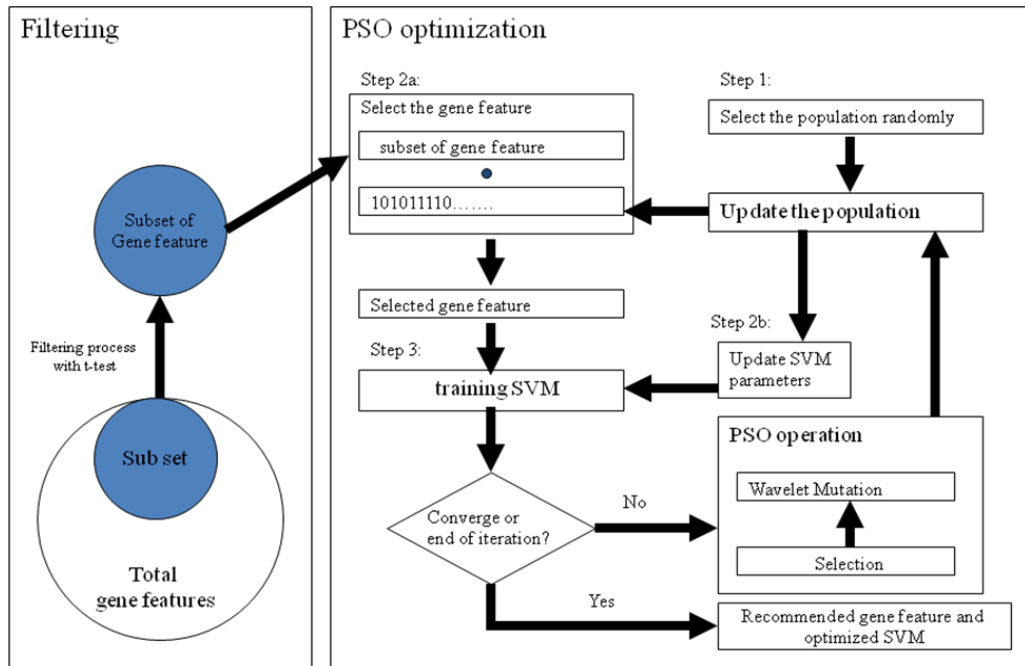 Filtering
Subset of
Gene feature
Filtering process
with t-test
Sub set
Total
gene features
PSO optimization
Step 2a:
Select the gene feature
subset of gene feature
101011110.......
Selected gene feature
Step 3:
training SVM
Converge or
end of iteration?
No
Yes
Step 1:
Select the population randomly
Update the population
Step 2b:
Update SVM
parameters
PSO operation
Wavelet Mutation
Selection
Recommended gene feature and
optimized SVM